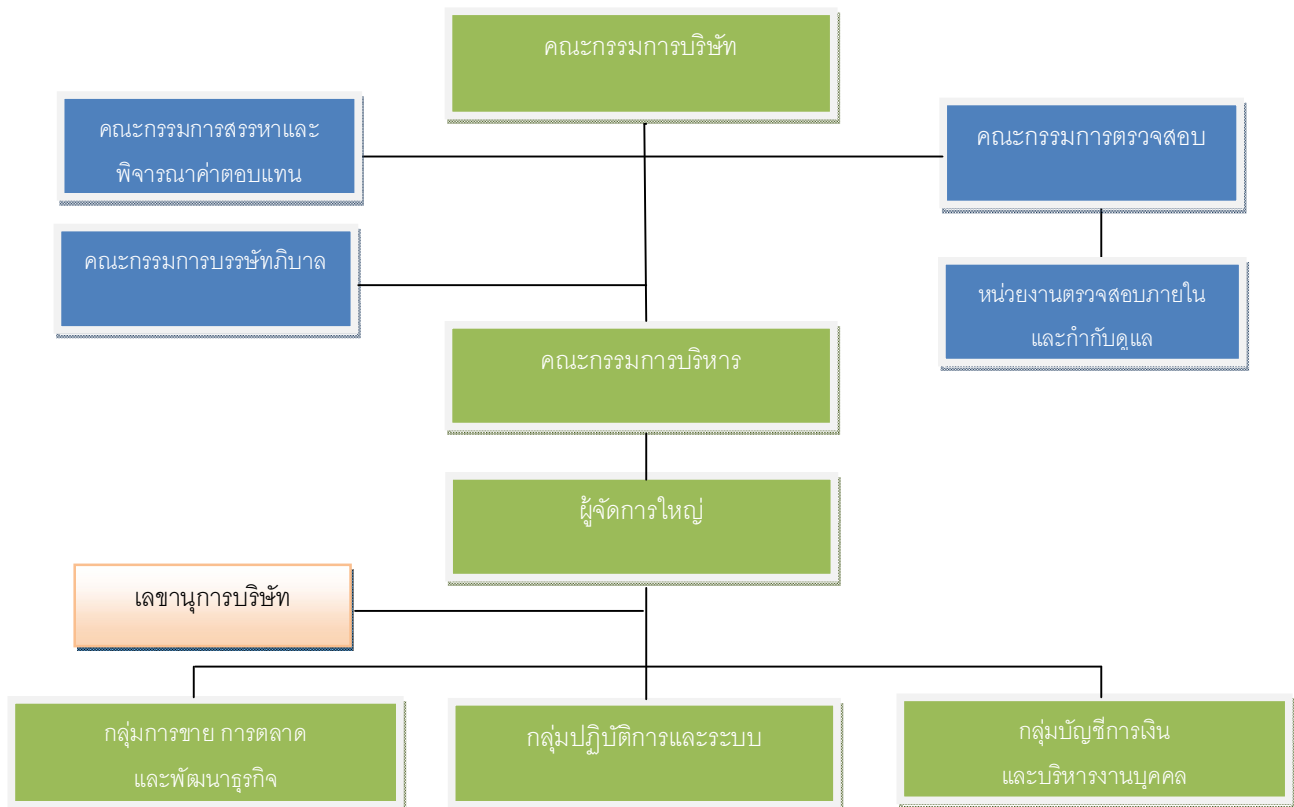 คณะกรรมการบริษัท
คณะกรรมการสรรหาและ
พิจารณาค่าตอบแทน
คณะกรรมการตรวจสอบ
คณะกรรมการบรรษัทภิบาล
หน่วยงานตรวจสอบภายใน
และกำกับดูแล
คณะกรรมการบริหาร
ผู้จัดการใหญ่
เลขานุการบริษัท
กลุ่มการขาย การตลาด
และพัฒนาธุรกิจ
กลุ่มปฏิบัติการและระบบ
กลุ่มบัญชีการเงิน
และบริหารงานบุคคล